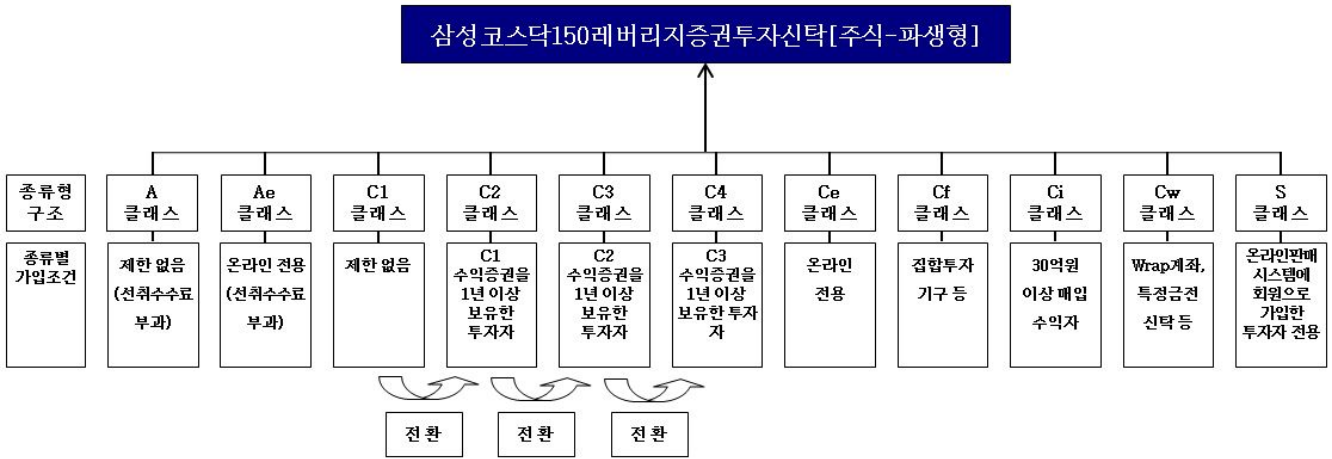 삼성코스닥150레버리지증권투자신탁[주식-파생형]
종류형
구조
A
클래스
Ae
클래스
C1
클래스
C2
클래스
C3
클래스
C4
클래스
Ce
클래스
Cf
클래스
Ci
클래스
Cw
클래스
S
클래스
종류별
가입조건
제한 없음
(선취수수료
부과)
온라인 전용
(선취수수료
부과)
제한 없음
C1
수익증권을
1년 이상
보유한
투자자
C2
수익증권을
1년 이상
보유한
투자자
C3
수익증권을
1년 이상
보유한 투자
자
온라인
전용
집합투자
기구 등
30억원
이상 매입
수익자
Wrap계좌,
특정금전
신탁 등
온라인판매
시스템에
회원으로
가입한
투자자 전용
전환
전환
전환